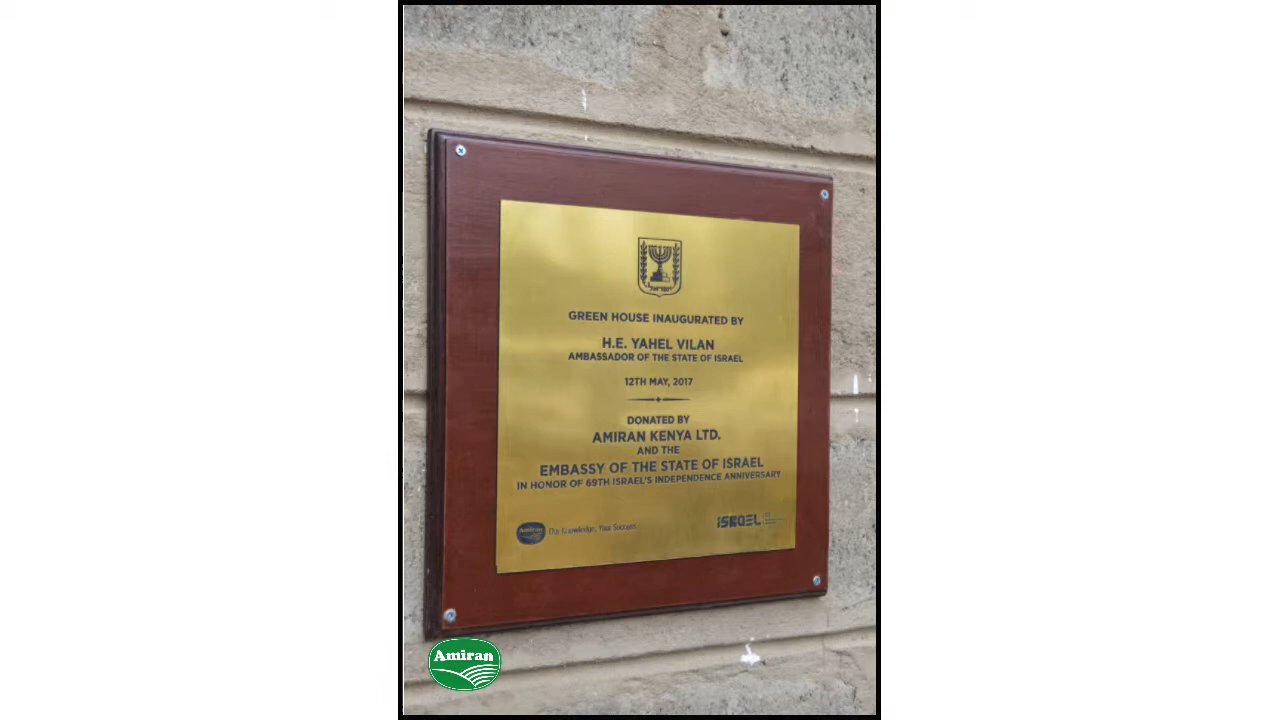 ישראל
GREEN HOUSE INAUGURATED BY
H.E. YAHEL VILAN
AMBASSADOR OF THE STATE OF ISRAEL
12TH MAY, 2017
DONATED BY
AMIRAN KENYA LTD.
AND THE
EMBASSY OF THE STATE OF ISRAEL
IN HONOR OF 69TH ISRAEL'S INDEPENDENCE ANNIVERSARY
Amiran Our Knowledge, Your Success
ISRAEL
Amiran